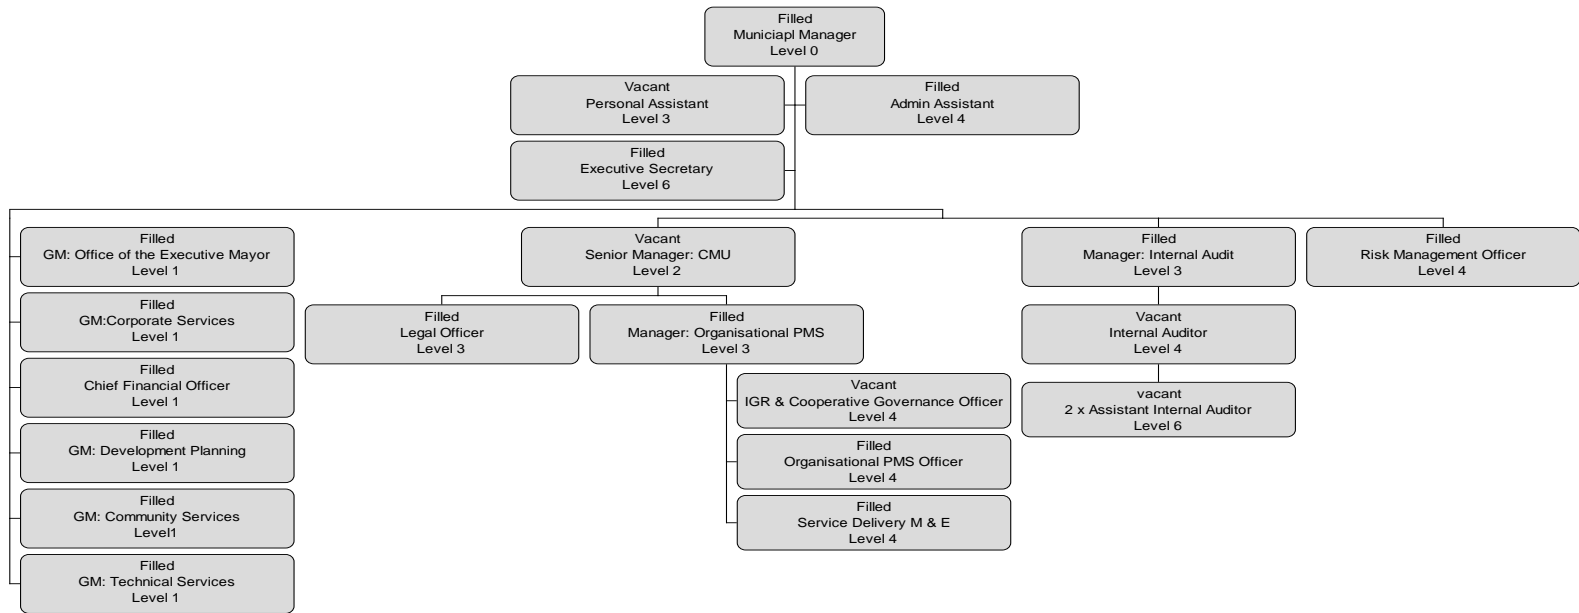 Filled
Municiapl Manager
Level 0
Vacant
Personal Assistant
Level 3
Filled
Admin Assistant
Level 4
Filled
Executive Secretary
Level 6
Filled
GM: Office of the Executive Mayor
Level 1
Filled
GM:Corporate Services
Level 1
Filled
Chief Financial Officer
Level 1
Filled
GM: Development Planning
Level 1
Filled
GM: Community Services
Level1
Filled
GM: Technical Services
Level 1
Vacant
Senior Manager: CMU
Level 2
Filled
Legal Officer
Level 3
Filled
Manager: Organisational PMS
Level 3
Vacant
IGR & Cooperative Governance Officer
Level 4
Filled
Organisational PMS Officer
Level 4
Filled
Service Delivery M & E
Level 4
Filled
Manager: Internal Audit
Level 3
Vacant
Internal Auditor
Level 4
vacant
2 x Assistant Internal Auditor
Level 6
Filled
Risk Management Officer
Level 4